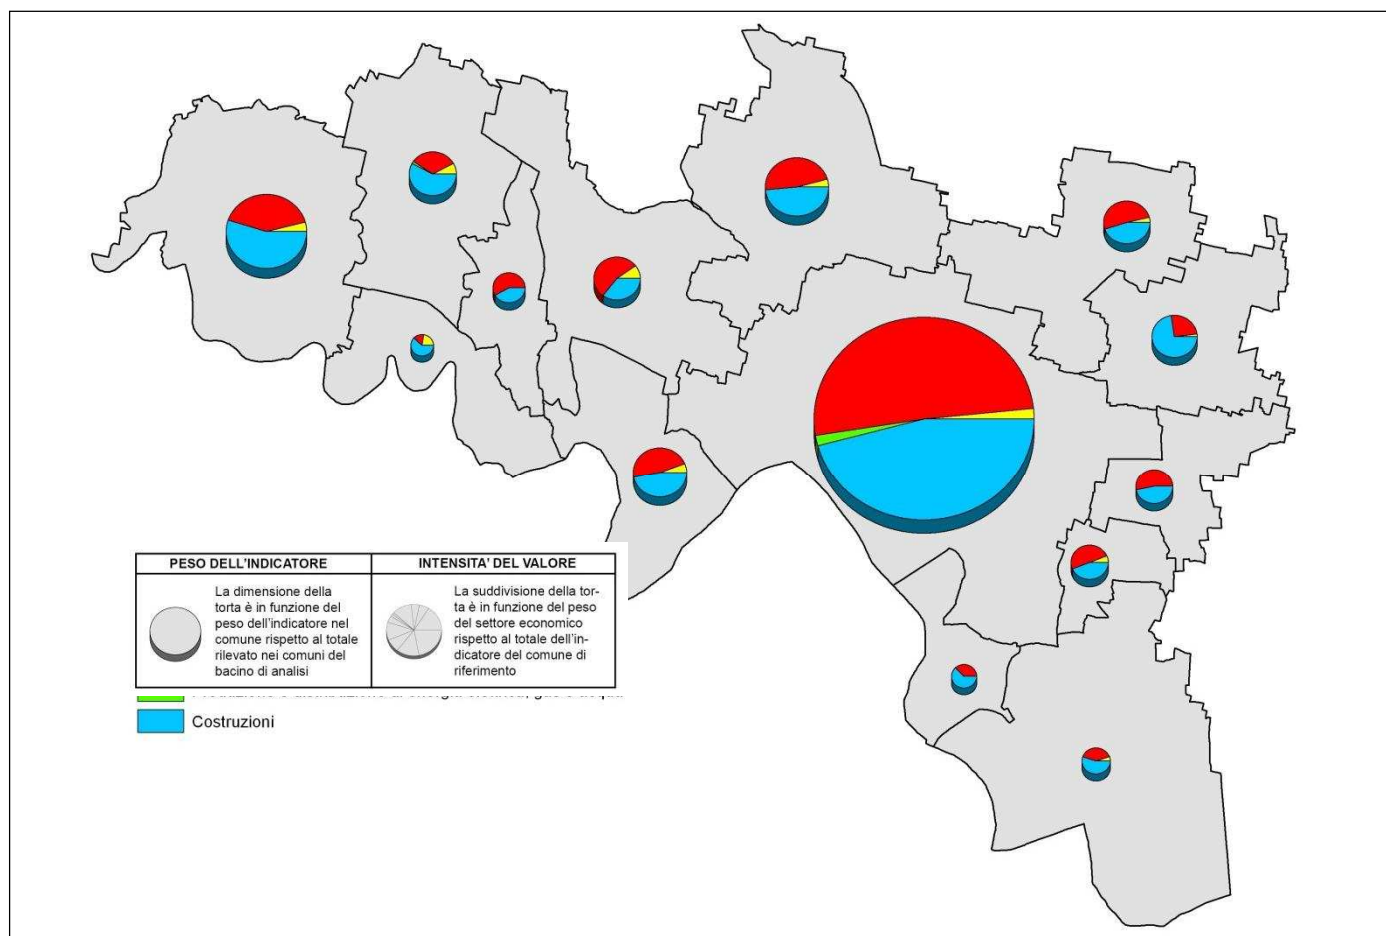 PESO DELL'INDICATORE
La dimensione della
torta è in funzione del
peso dell'indicatore nel
comune rispetto al totale
rilevato nei comuni del
bacino di analisi
INTENSITA' DEL VALORE
La suddivisione della tor-
ta è in funzione del peso
del settore economico
rispetto al totale dell'in-
dicatore del comune di
riferimento
Costruzioni